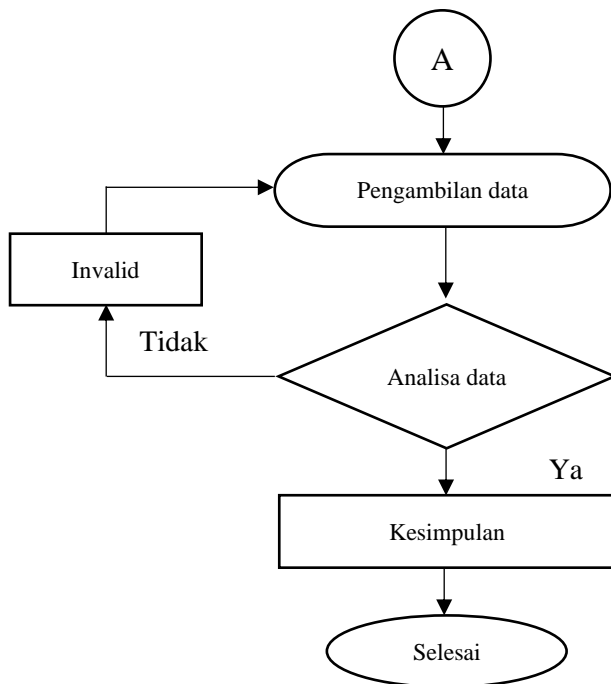 A
Pengambilan data
Invalid
Tidak
Analisa data
Ya
Kesimpulan
Selesai